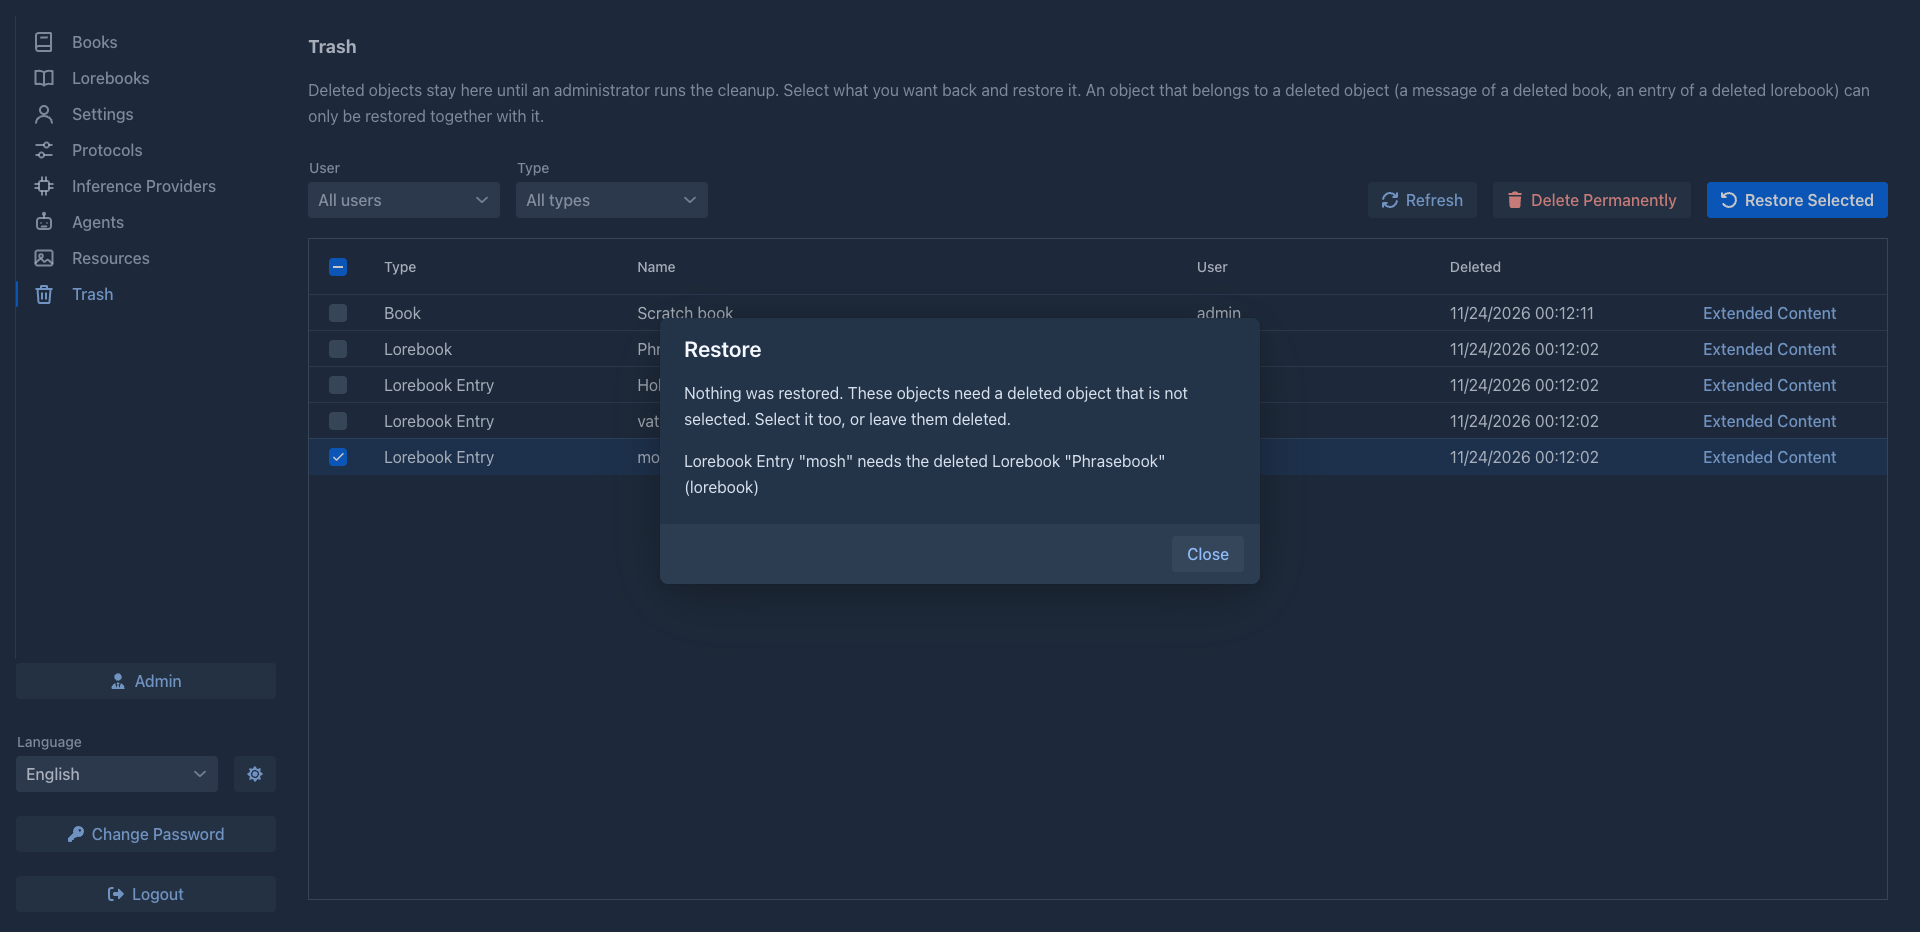 Books
Lorebooks
Settings
Protocols
Inference Providers
Agents
Resources
Trash
Admin
Language
English
Change Password
Logout
Trash
Deleted objects stay here until an administrator runs the cleanup. Select what you want back and restore it. An object that belongs to a deleted object (a message of a deleted book, an entry of a deleted lorebook) can
only be restored together with it.
User
Type
All users
All types
Refresh
Delete Permanently
Restore Selected
Type Name User Deleted
Book Scratch book admin 11/24/2026 00:12:11 Extended Content
Lorebook 11/24/2026 00:12:02 Extended Content
Lorebook Entry 11/24/2026 00:12:02 Extended Content
Lorebook Entry 11/24/2026 00:12:02 Extended Content
Lorebook Entry 11/24/2026 00:12:02 Extended Content
Restore
Nothing was restored. These objects need a deleted object that is not
selected. Select it too, or leave them deleted.
Lorebook Entry "mosh" needs the deleted Lorebook "Phrasebook"
(lorebook)
Close